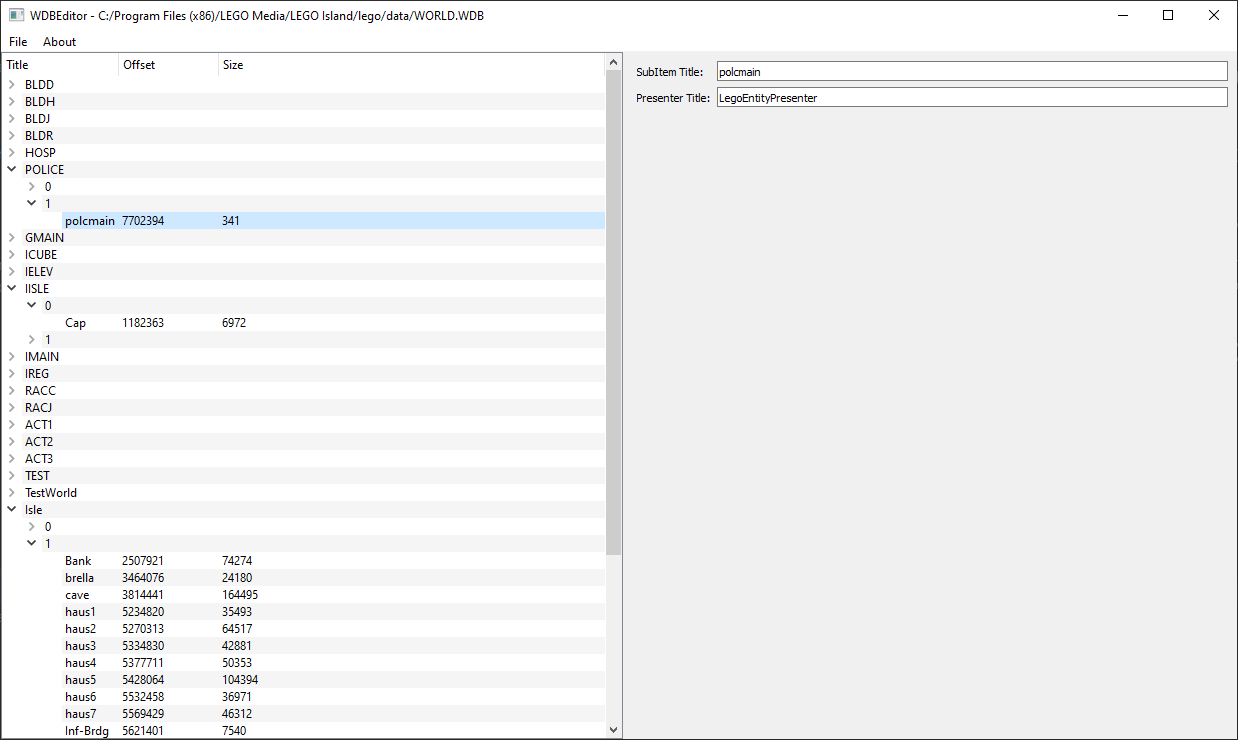 WDBEditor - C:/Program Files (x86)/LEGO Media/LEGO Island/lego/data/WORLD.WDB
File About
Title Offset Size
BLDD
BLDH
BLDJ
BLDR
HOSP
POLICE
0
1
polcmain 7702394 341
GMAIN
ICUBE
IELEV
IISLE
0
Cap 1182363 6972
1
IMAIN
IREG
RACC
RACJ
ACT1
ACT2
ACT3
TEST
TestWorld
Isle
0
1
Bank 2507921 74274
brella 3464076 24180
cave 3814441 164495
haus1 5234820 35493
haus2 5270313 64517
haus3 5334830 42881
haus4 5377711 50353
haus5 5428064 104394
haus6 5532458 36971
haus7 5569429 46312
Inf-Brdg 5621401 7540
SubItem Title: polcmain
Presenter Title: LegoEntityPresenter